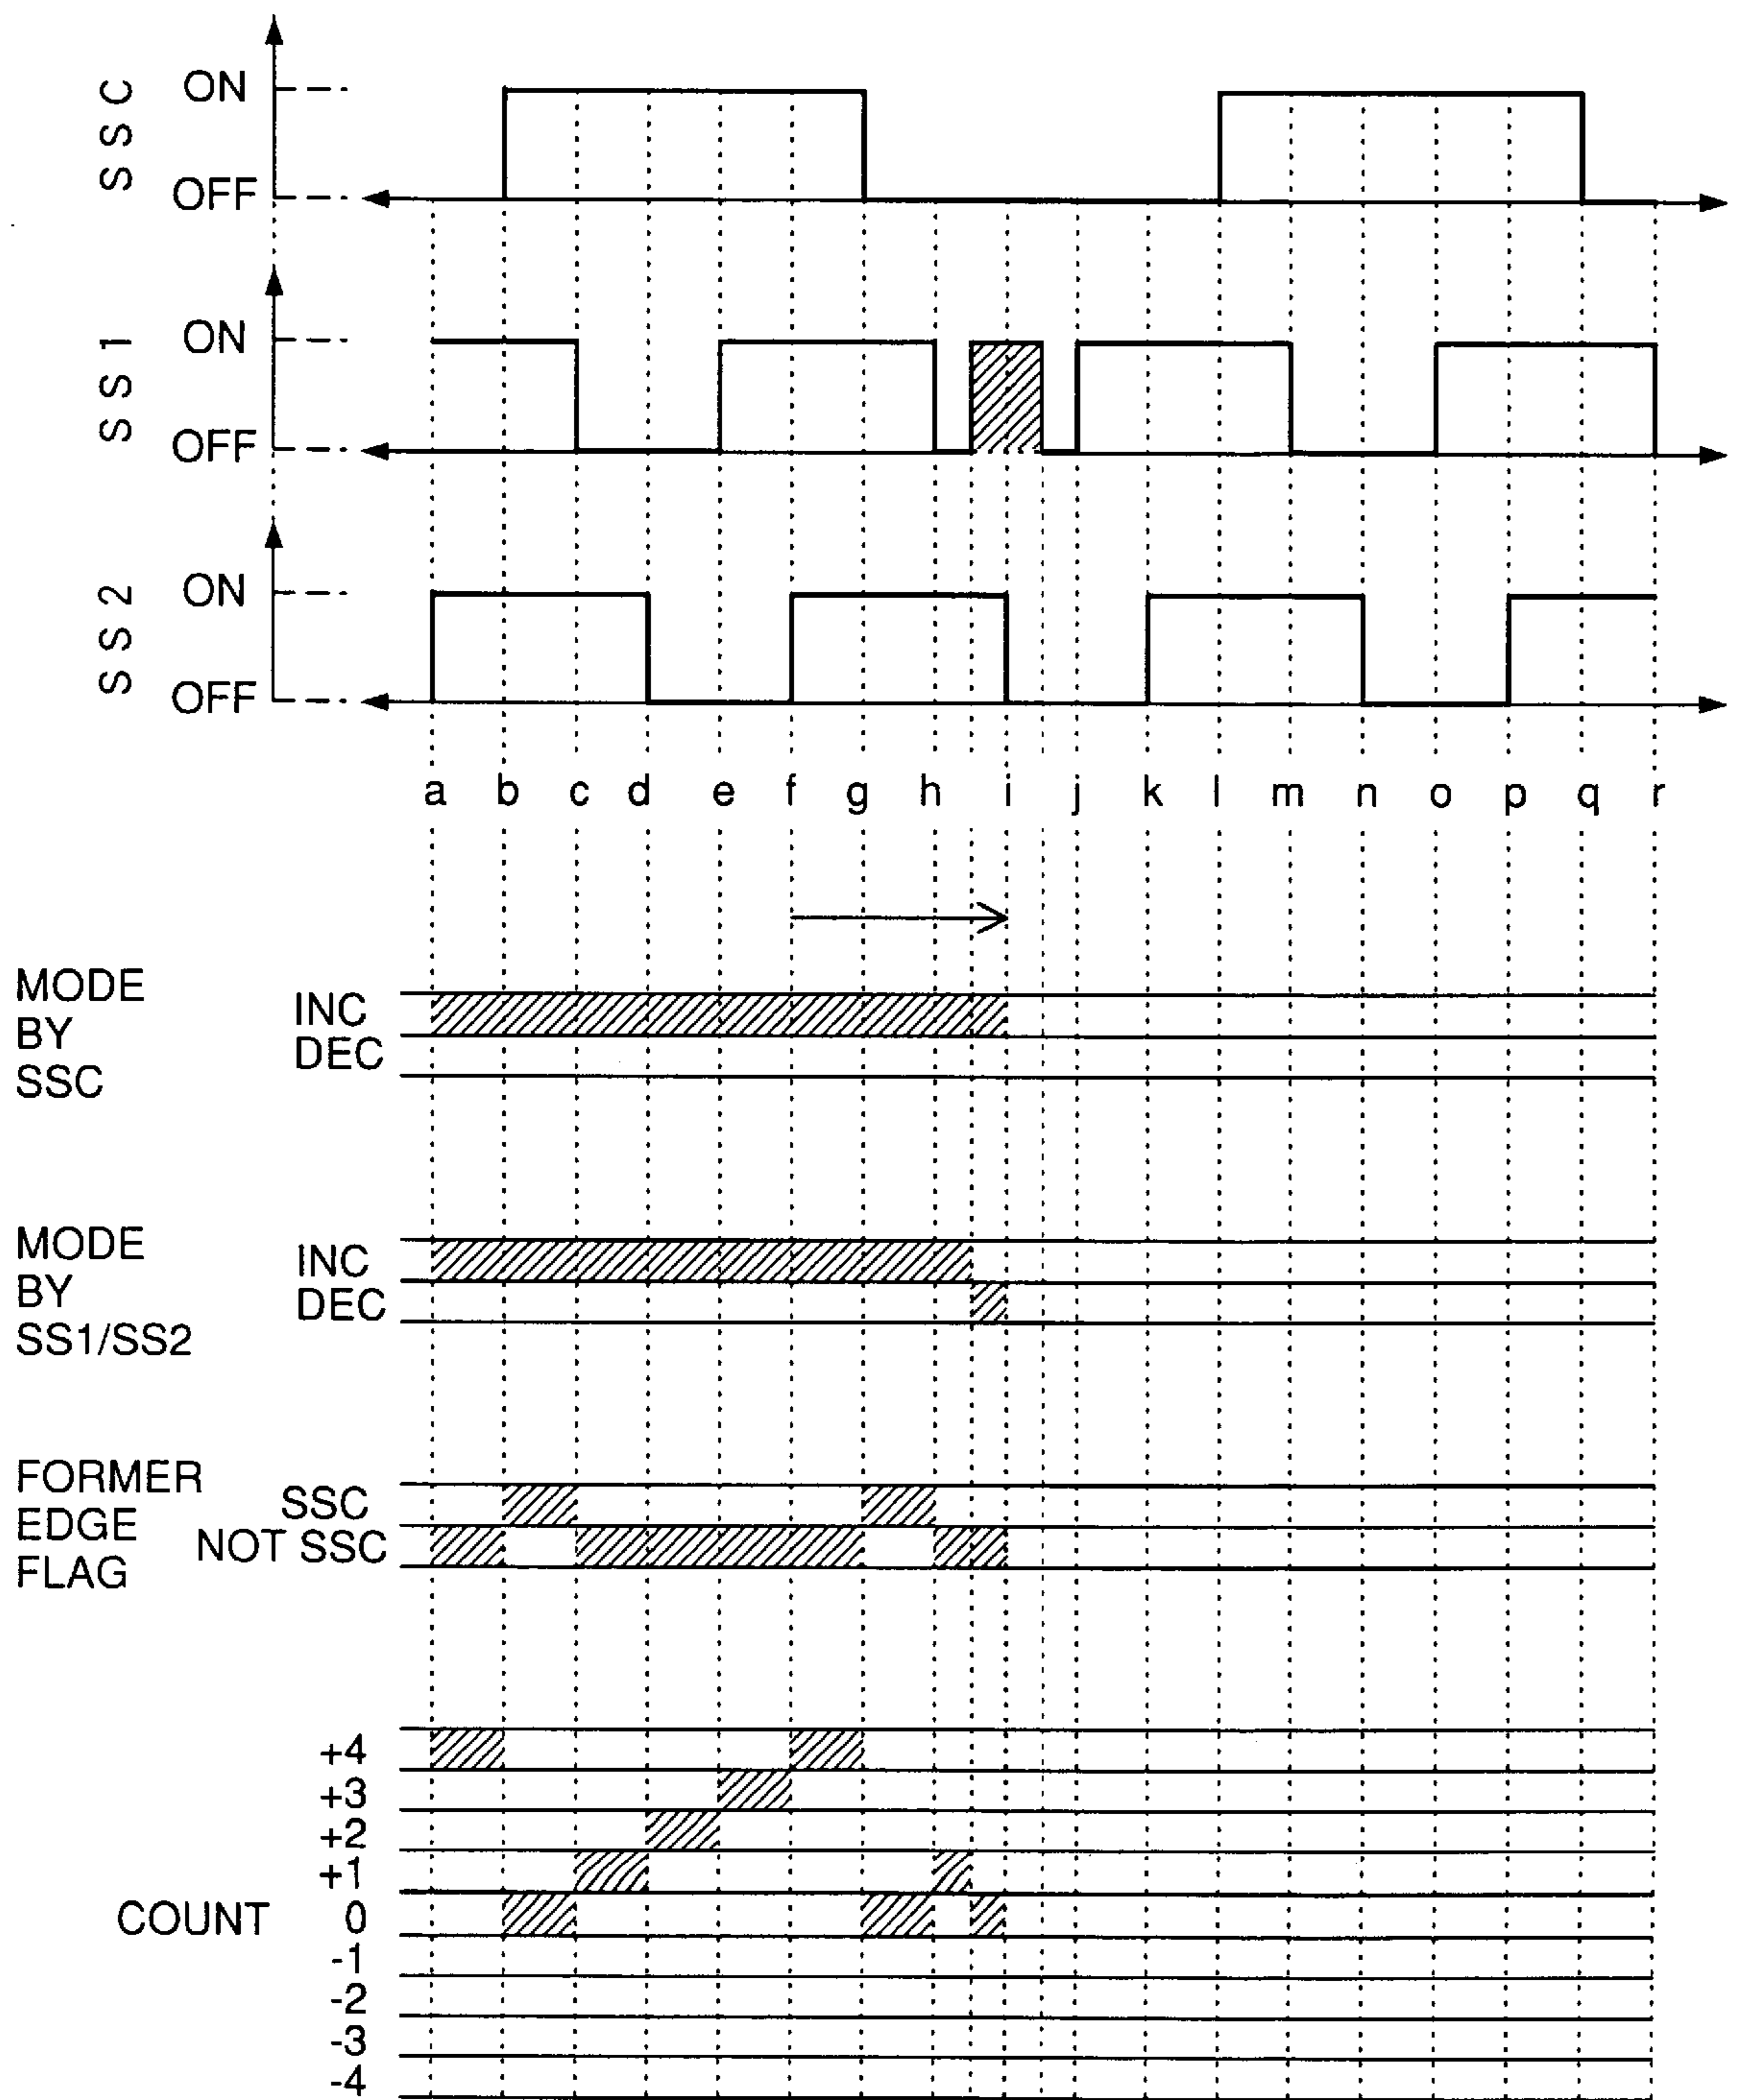 SSC
ON
OFF
SS1
ON
OFF
SS2
ON
OFF
a b c d e f g h i j k l m n o p q r
MODE
BY
SSC
INC
DEC
MODE
BY
SS1/SS2
INC
DEC
FORMER
EDGE
FLAG
SSC
NOT SSC
COUNT
+4
+3
+2
+1
0
-1
-2
-3
-4